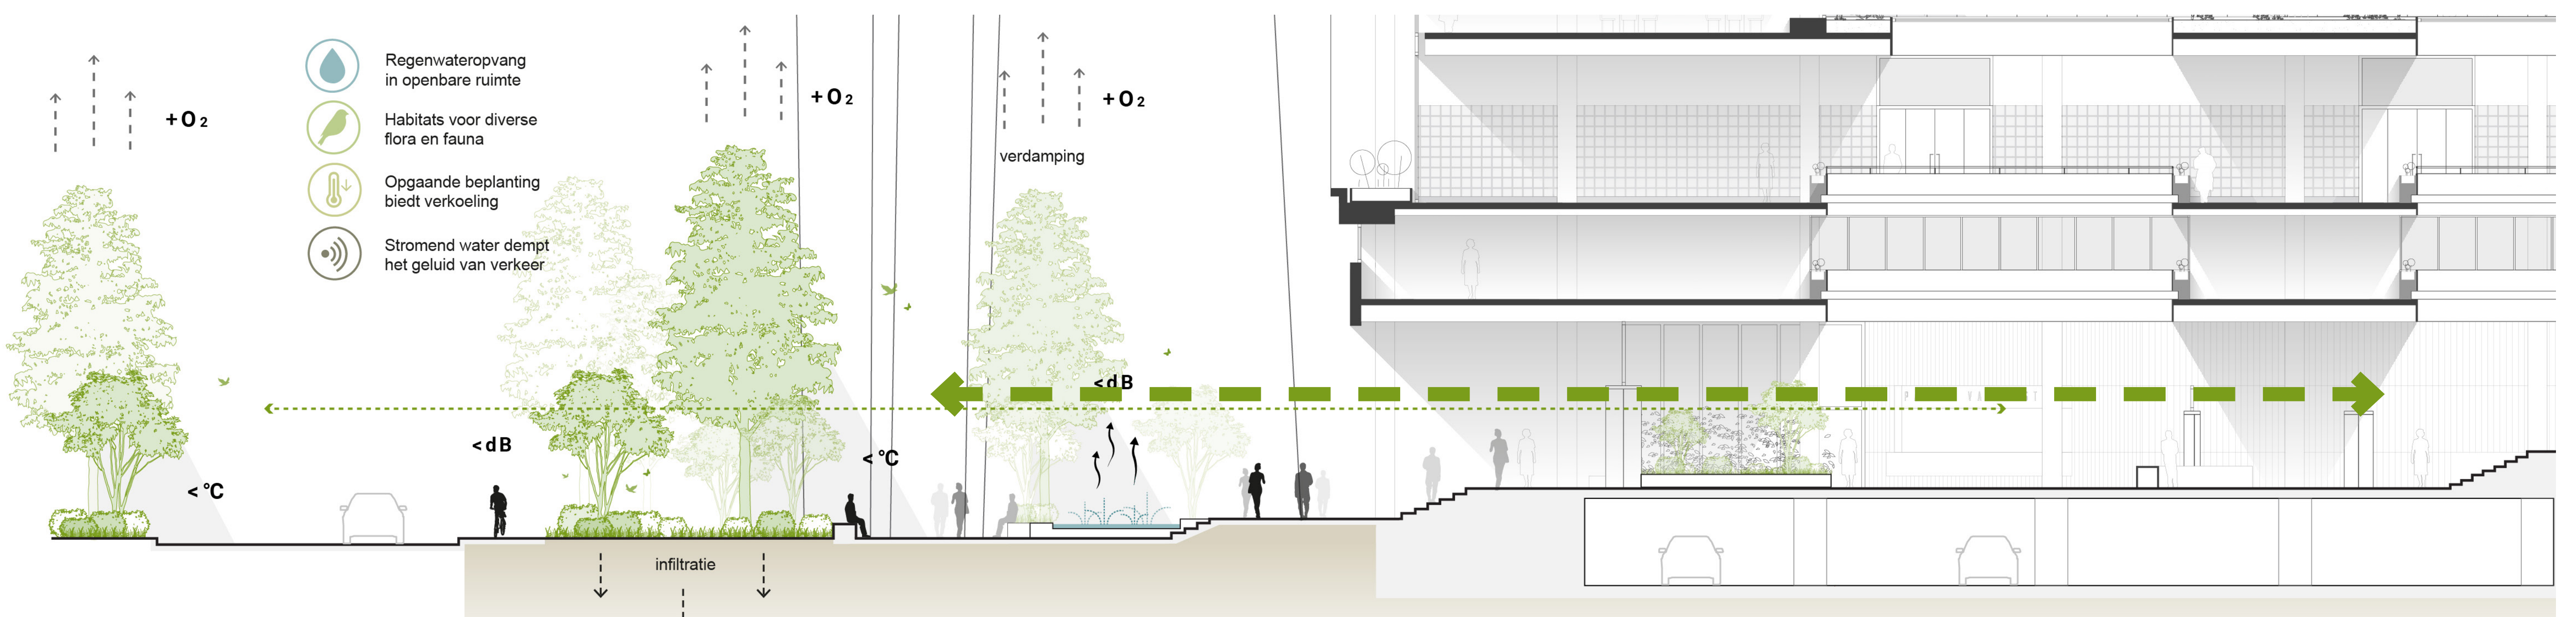 Regenwateropvang
in openbare ruimte
Habitats voor diverse
flora en fauna
Opgaande beplanting
biedt verkoeling
Stromend water dempt
het geluid van verkeer
+O2
+O2
+O2
verdamping
<dB
<dB
<°C
<°C
infiltratie